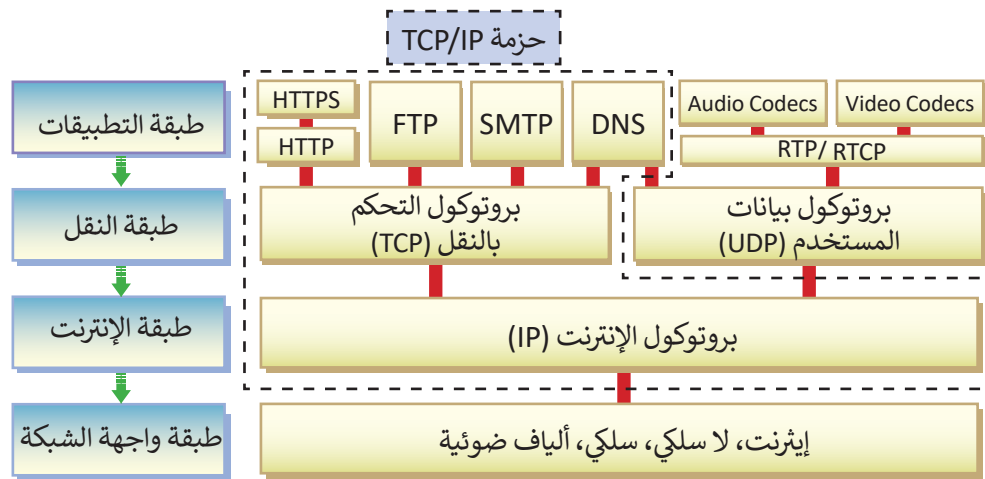 حزمة TCP/IP
طبقة التطبيقات
HTTPS
HTTP
FTP
SMTP
DNS
Audio Codecs
Video Codecs
RTP/ RTCP
طبقة النقل
بروتوكول التحكم
بالنقل (TCP)
بروتوكول بيانات
المستخدم (UDP)
طبقة الإنترنت
بروتوكول الإنترنت (IP)
طبقة واجهة الشبكة
إيثرنت، لا سلكي، سلكي، ألياف ضوئية